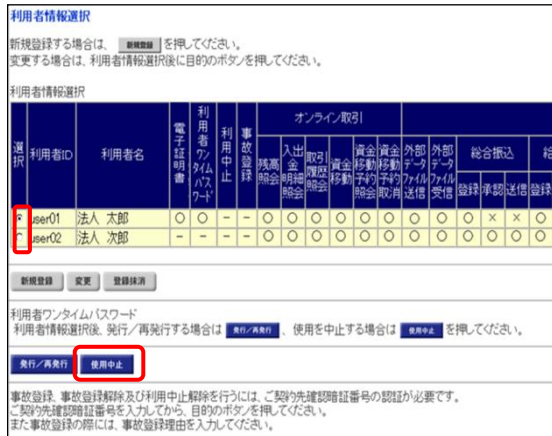 利用者情報選択
新規登録する場合は、 新規登録 を押してください。
変更する場合は、利用者情報選択後に目的のボタンを押してください。
利用者情報選択
選択 利用者ID 利用者名 電子証明書 利用者ワンタイムパスワード 利用中止 事故登録 オンライン取引
残高照会 入出金明細照会 取引履歴照会 資金移動 資金移動予約照会 資金移動予約取消 外部データファイル送信 外部データファイル受信 総合振込 給
登録 承認 送信 登録
user01 法人 太郎 ○ ○ − − ○ ○ ○ ○ ○ ○ ○ ○ ○ × × ○
user02 法人 次郎 − − − − ○ ○ ○ ○ ○ ○ ○ ○ ○ ○ ○ ○
新規登録 変更 登録抹消
利用者ワンタイムパスワード
利用者情報選択後、発行/再発行する場合は 発行/再発行 、使用を中止する場合は 使用中止 を押してください。
発行/再発行 使用中止
事故登録、事故登録解除及び利用中止解除を行うには、ご契約先確認暗証番号の認証が必要です。
ご契約先確認暗証番号を入力してから、目的のボタンを押してください。
また事故登録の際には、事故登録理由を入力してください。